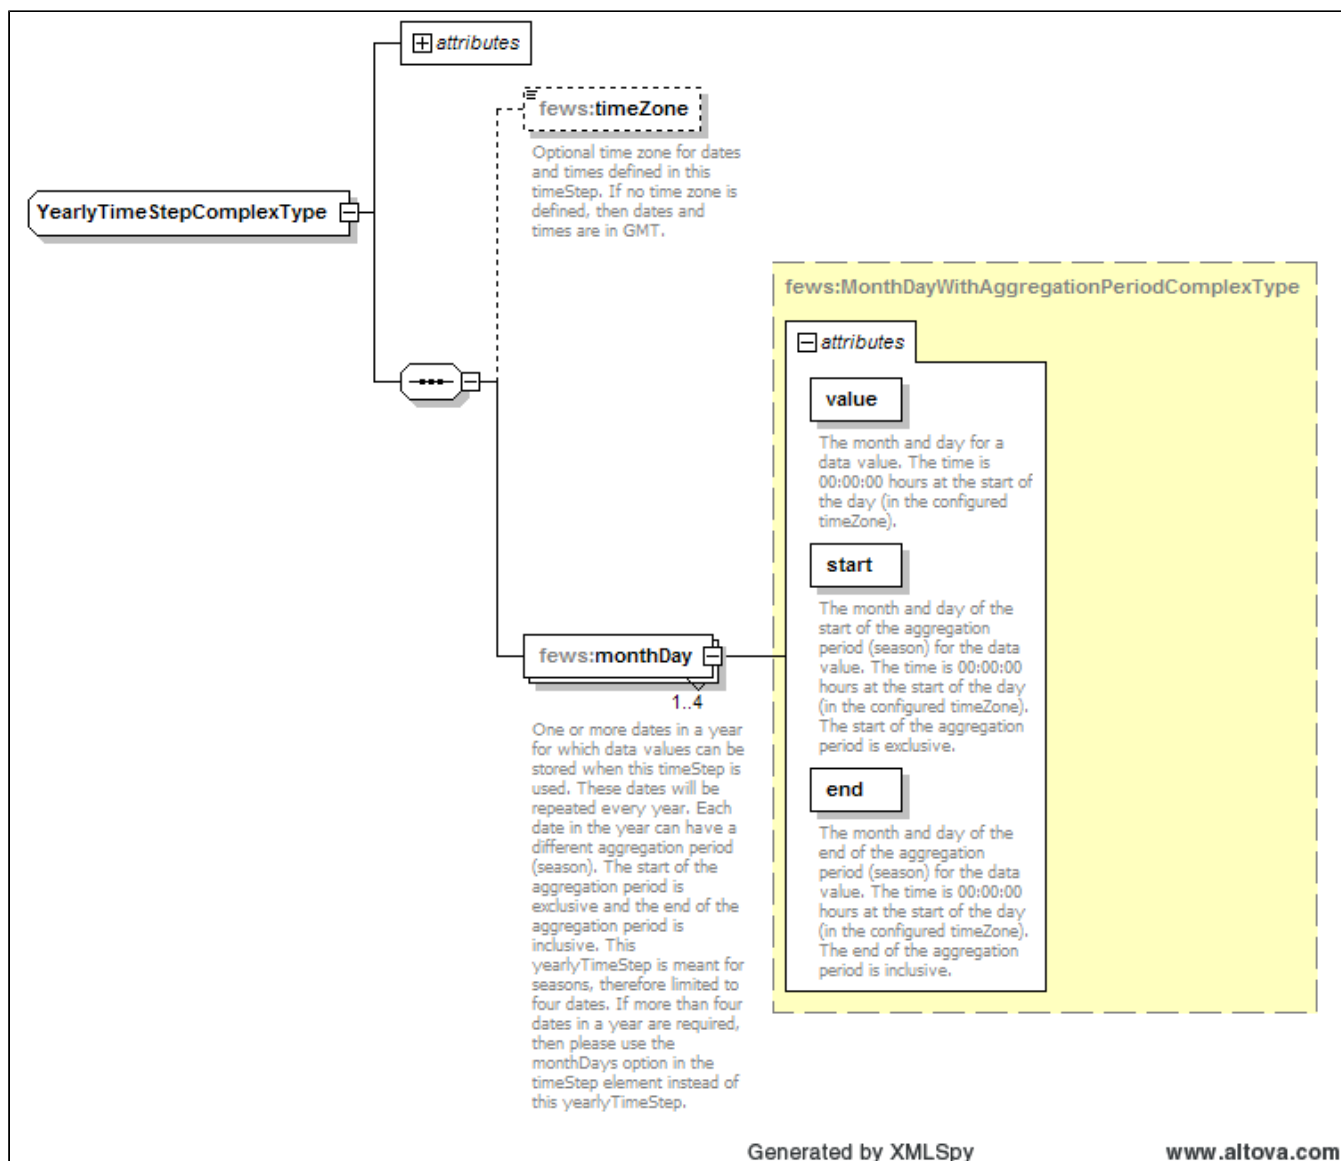 attributes
fews:timeZone
Optional time zone for dates
and times defined in this
timeStep. If no time zone is
defined, then dates and
times are in GMT.
YearlyTimeStepComplexType
fews:MonthDayWithAggregationPeriodComplexType
attributes
value
The month and day for a
data value. The time is
00:00:00 hours at the start of
the day (in the configured
timeZone).
start
The month and day of the
start of the aggregation
period (season) for the data
value. The time is 00:00:00
hours at the start of the day
(in the configured timeZone).
The start of the aggregation
period is exclusive.
end
The month and day of the
end of the aggregation
period (season) for the data
value. The time is 00:00:00
hours at the start of the day
(in the configured timeZone).
The end of the aggregation
period is inclusive.
fews:monthDay
1..4
One or more dates in a year
for which data values can be
stored when this timeStep is
used. These dates will be
repeated every year. Each
date in the year can have a
different aggregation period
(season). The start of the
aggregation period is
exclusive and the end of the
aggregation period is
inclusive. This
yearlyTimeStep is meant for
seasons, therefore limited to
four dates. If more than four
dates in a year are required,
then please use the
monthDays option in the
timeStep element instead of
this yearlyTimeStep.
Generated by XMLSpy
www.altova.com